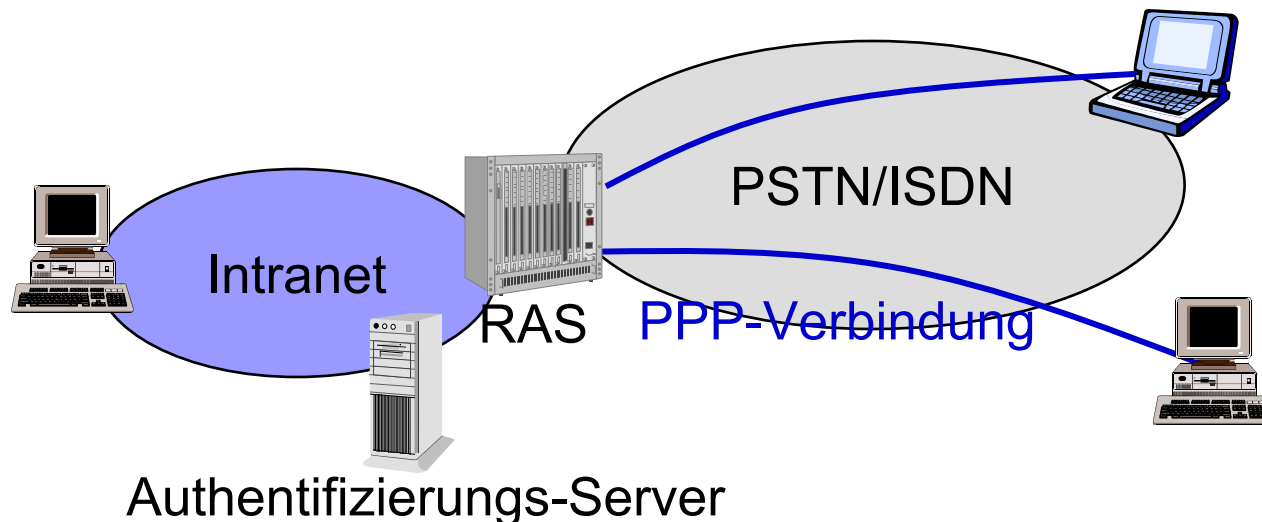 PSTN/ISDN
Intranet
RAS
PPP-Verbindung
Authentifizierungs-Server